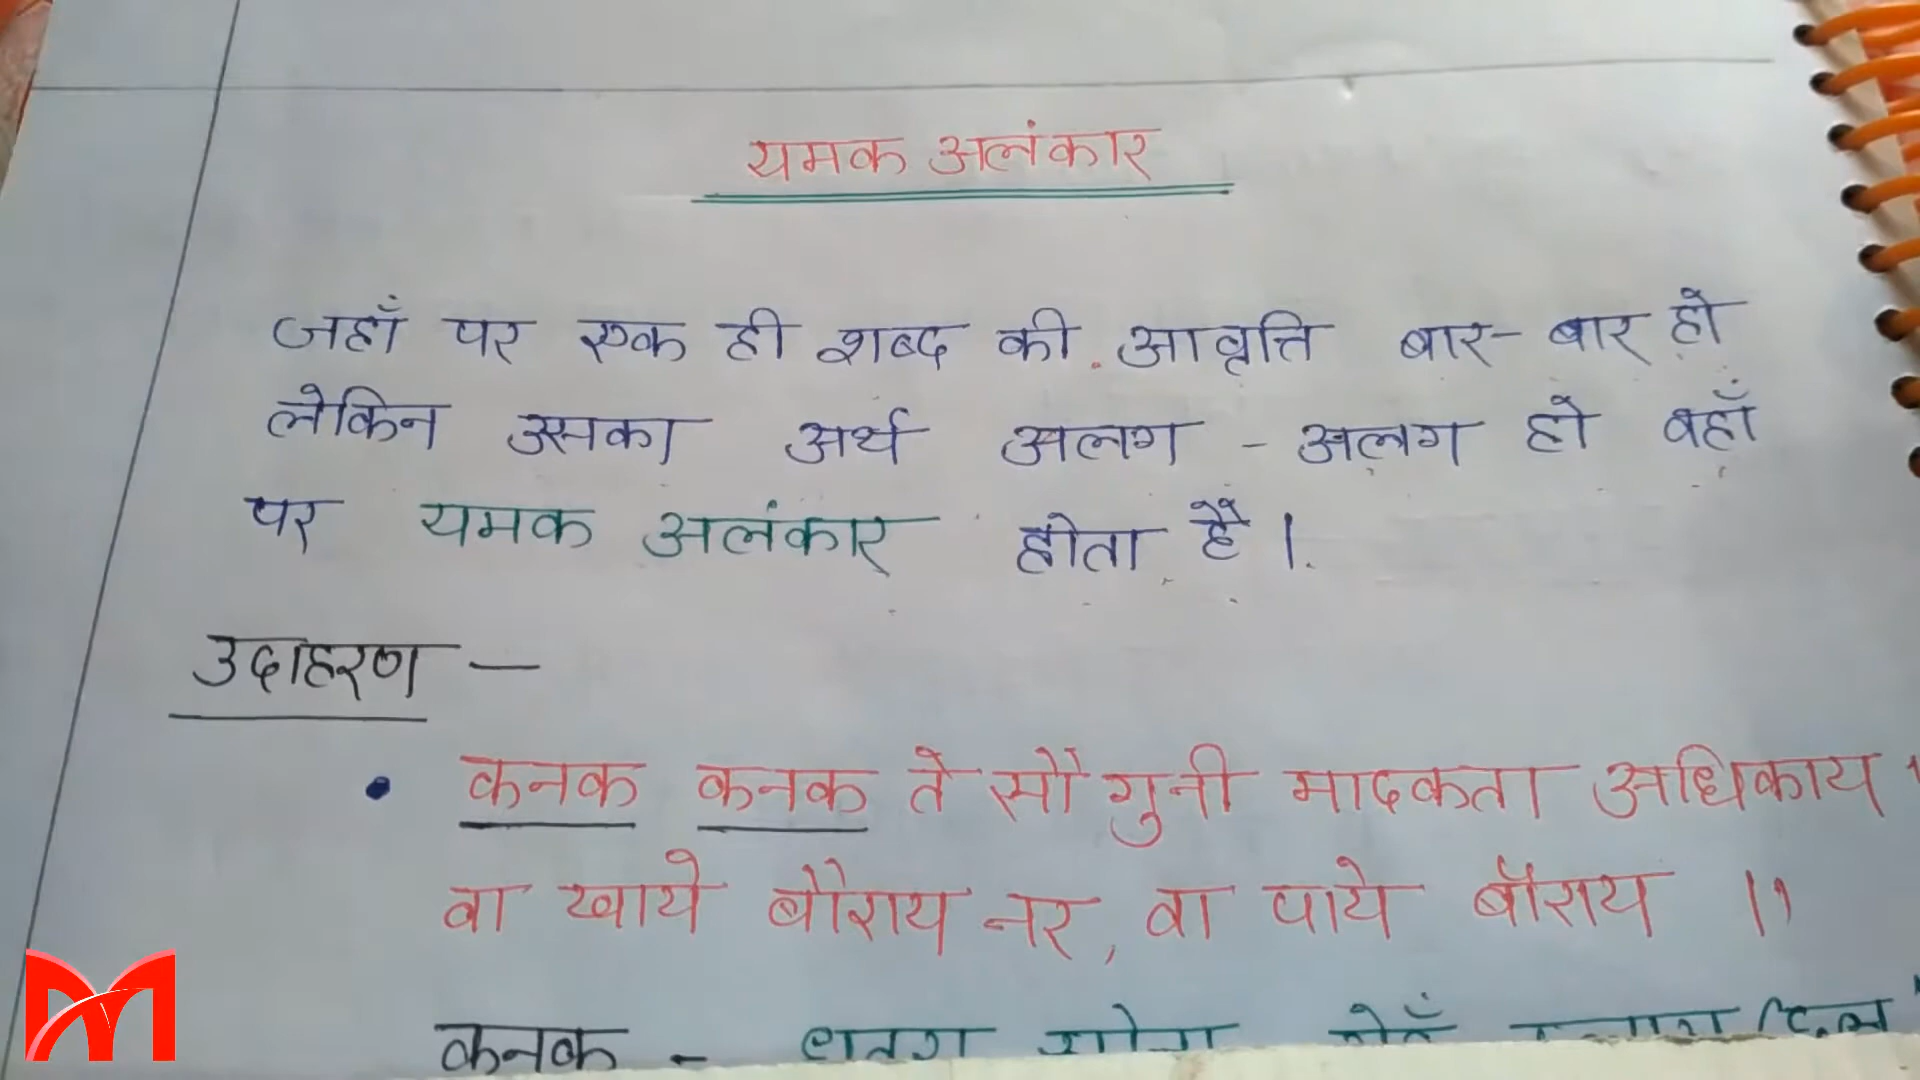 यमक अलंकार
जहाँ पर एक ही शब्द की आवृत्ति बार-बार हो
लेकिन उसका अर्थ अलग-अलग हो वहाँ
पर यमक अलंकार होता है।
उदाहरण –
• कनक कनक ते सौ गुनी मादकता अधिकाय ।
वा खाये बौराय नर, वा पाये बौराय ।।
कनक -